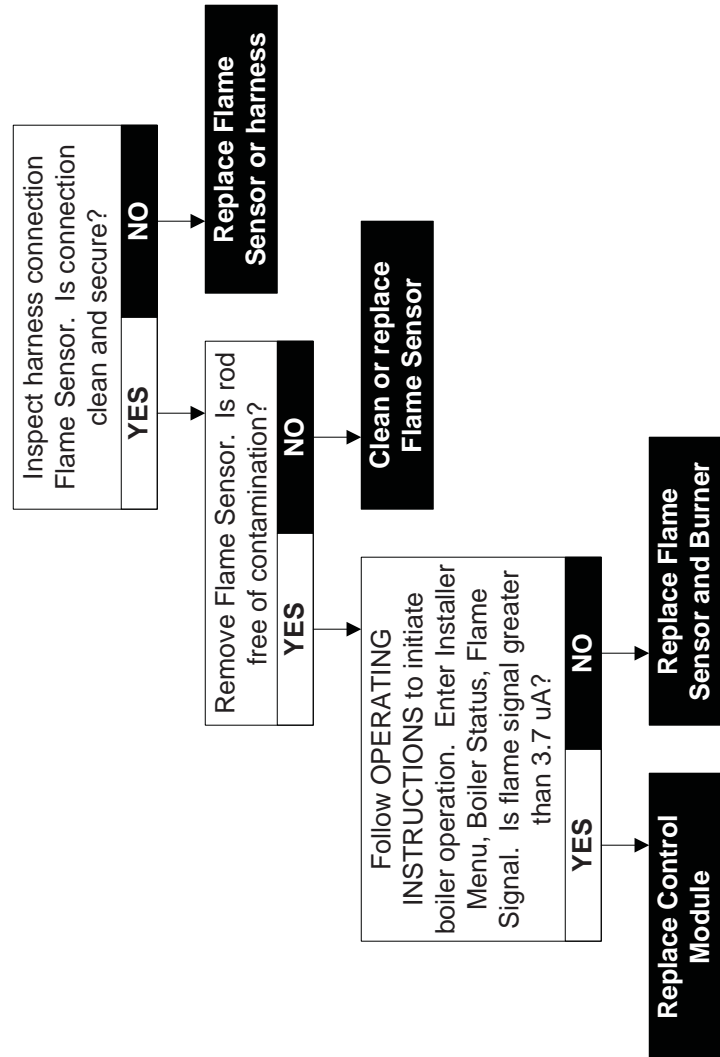 Inspect harness connection
Flame Sensor.  Is connection
clean and secure?
YES
NO
Replace Flame
Sensor or harness
Remove Flame Sensor.  Is rod
free of contamination?
YES
NO
Clean or replace
Flame Sensor
Follow OPERATING
INSTRUCTIONS to initiate
boiler operation.  Enter Installer
Menu, Boiler Status, Flame
Signal.  Is flame signal greater
than 3.7 uA?
YES
NO
Replace Control
Module
Replace Flame
Sensor and Burner